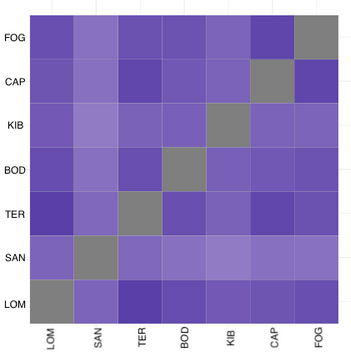 FOG
CAP
KIB
BOD
TER
SAN
LOM
LOM
SAN
TER
BOD
KIB
CAP
FOG